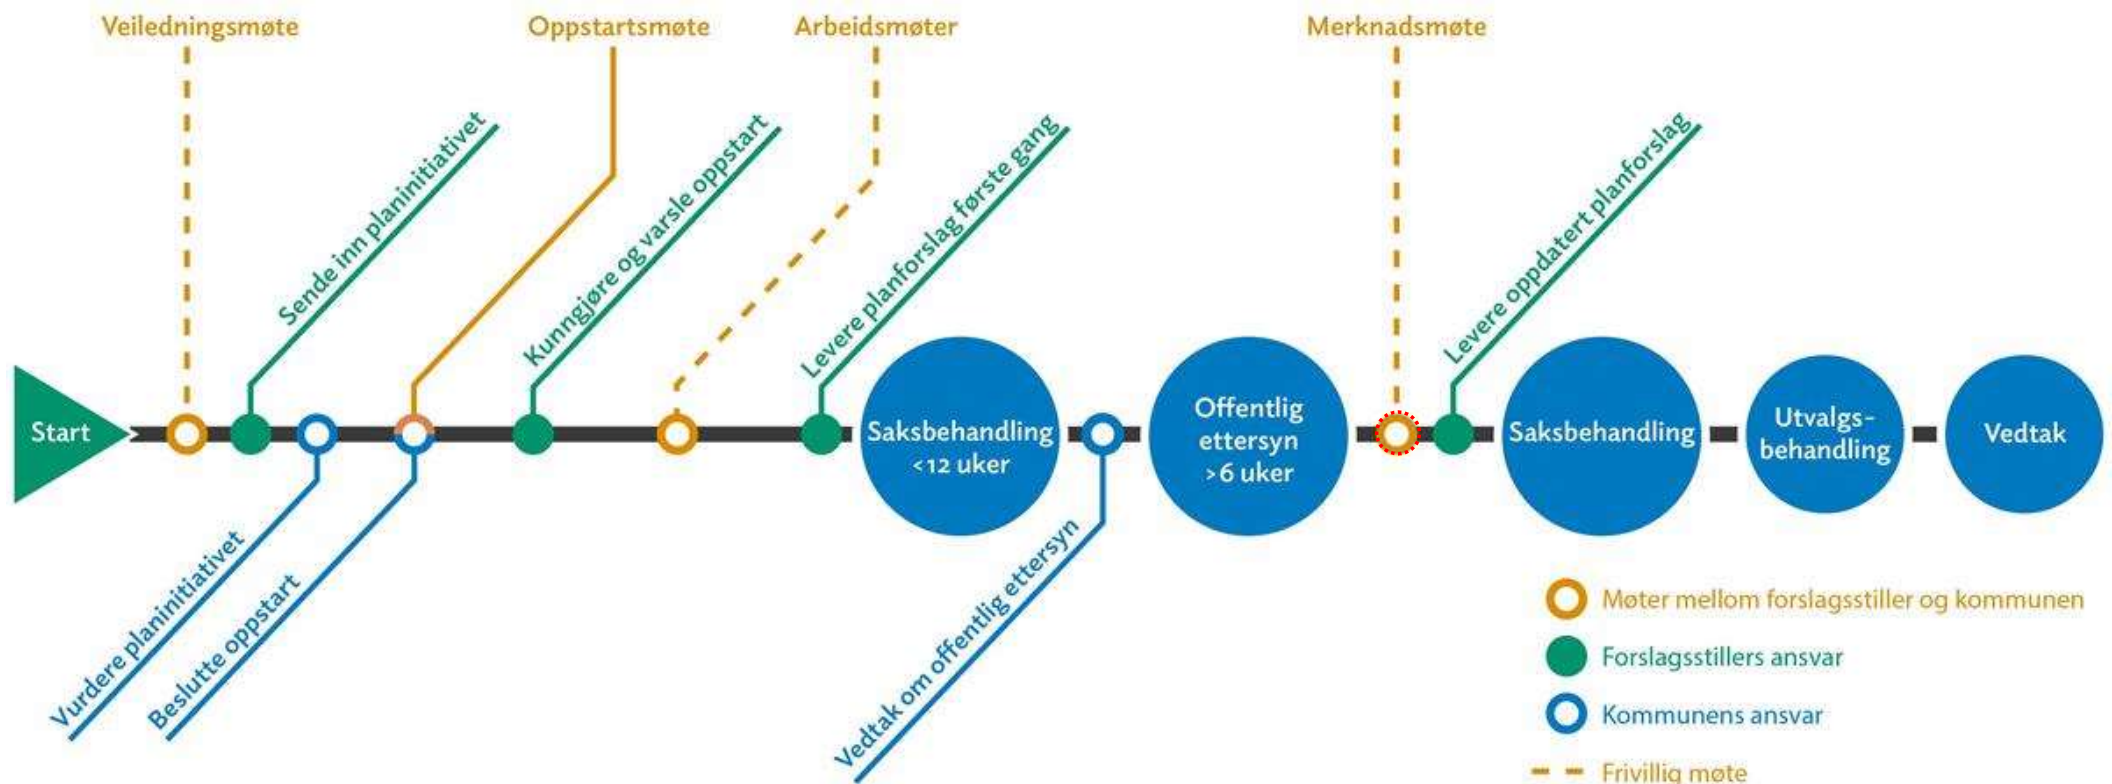 Veiledningsmøte
Oppstartsmøte
Arbeidsmøter
Merknadsmøte
Sende inn planinitiativet
Kunngjøre og varsle oppstart
Levere planforslag første gang
Levere oppdatert planforslag
Start
Saksbehandling
<12 uker
Offentlig
ettersyn
>6 uker
Saksbehandling
Utvalgs-
behandling
Vedtak
Vurdere planinitiativet
Beslutte oppstart
Vedtak om offentlig ettersyn
Møter mellom forslagsstiller og kommunen
Forslagsstillers ansvar
Kommunens ansvar
Frivillig møte